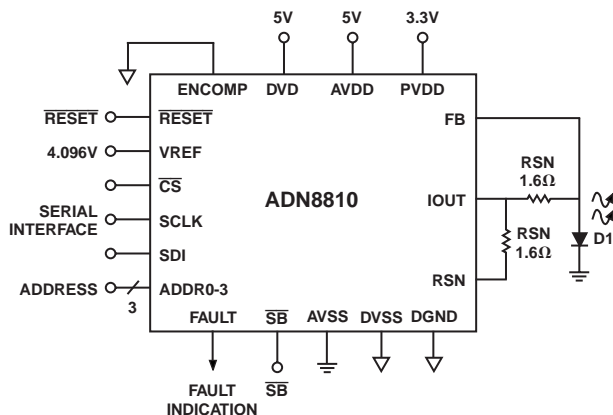 5V
5V
3.3V
ENCOMP
DVD
AVDD
PVDD
RESET
RESET
FB
4.096V
VREF
RSN
1.6Ω
CS
ADN8810
IOUT
SERIAL
INTERFACE
SCLK
RSN
1.6Ω
D1
SDI
RSN
ADDRESS
3
ADDR0-3
FAULT
SB
AVSS
DVSS
DGND
FAULT
INDICATION
SB